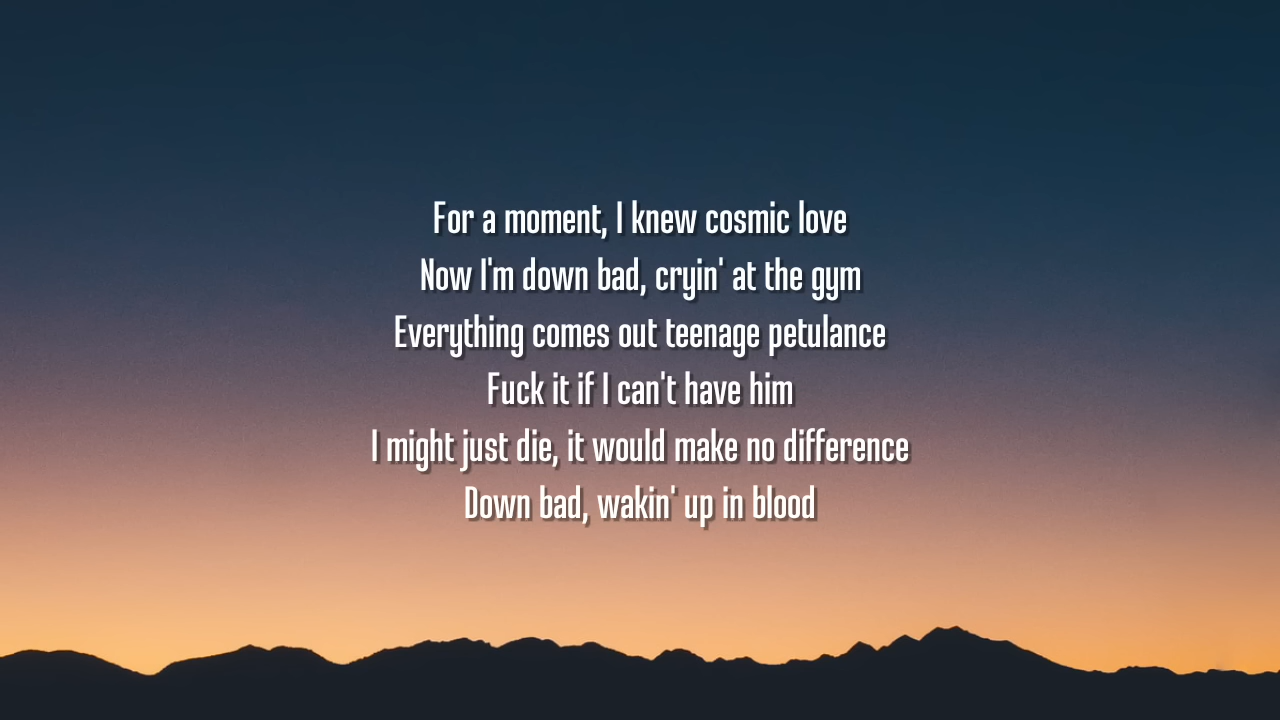 For a moment, I knew cosmic love
Now I'm down bad, cryin' at the gym
Everything comes out teenage petulance
Fuck it if I can't have him
I might just die, it would make no difference
Down bad, wakin' up in blood